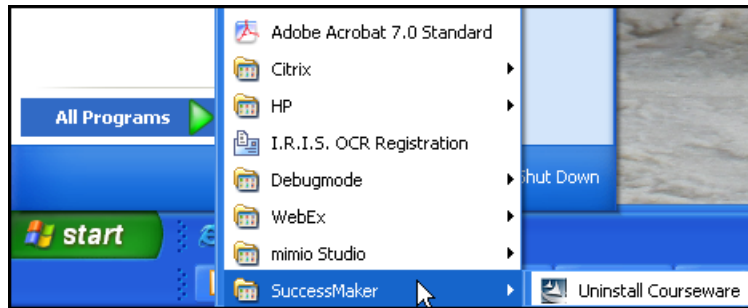 Adobe Acrobat 7.0 Standard
Citrix
HP
All Programs
I.R.I.S. OCR Registration
Debugmode
Shut Down
WebEx
start
mimio Studio
SuccessMaker
Uninstall Courseware